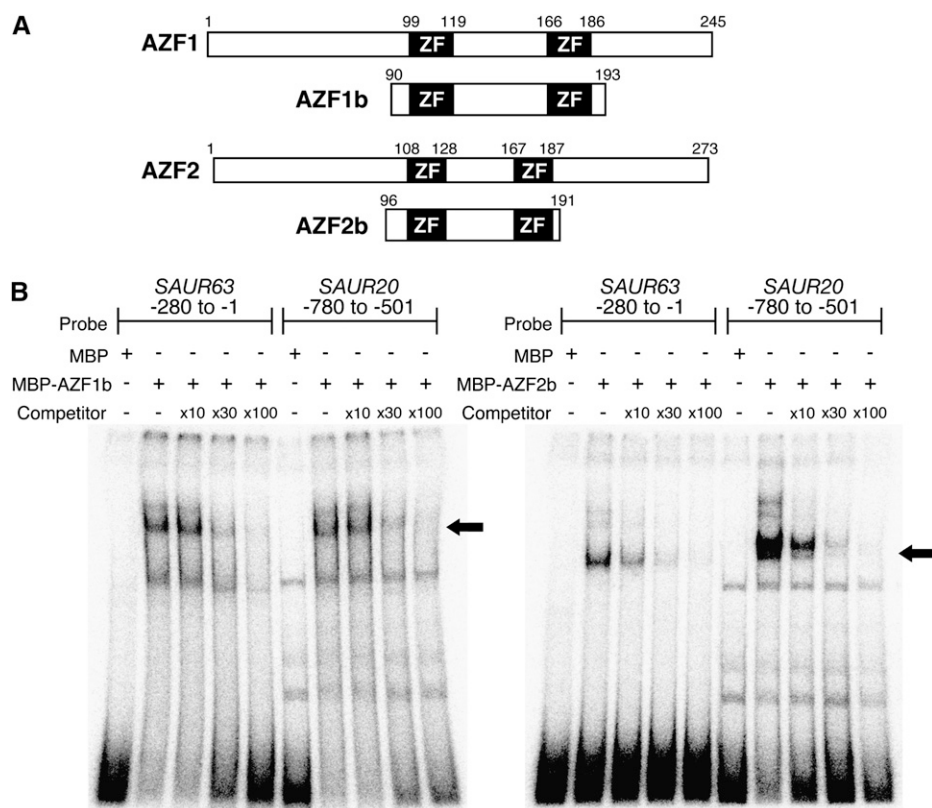 A
1 99 119 166 186 245
AZF1 ZF ZF
90 193
AZF1b ZF ZF
1 108 128 167 187 273
AZF2 ZF ZF
96 191
AZF2b ZF ZF
B
SAUR63 SAUR20 SAUR63 SAUR20
-280 to -1 -780 to -501 -280 to -1 -780 to -501
Probe Probe
MBP + - - - - + - - - - MBP + - - - - + - - - -
MBP-AZF1b - + + + + - + + + + MBP-AZF2b - + + + + - + + + +
Competitor - - x10 x30 x100 - - x10 x30 x100 Competitor - - x10 x30 x100 - - x10 x30 x100